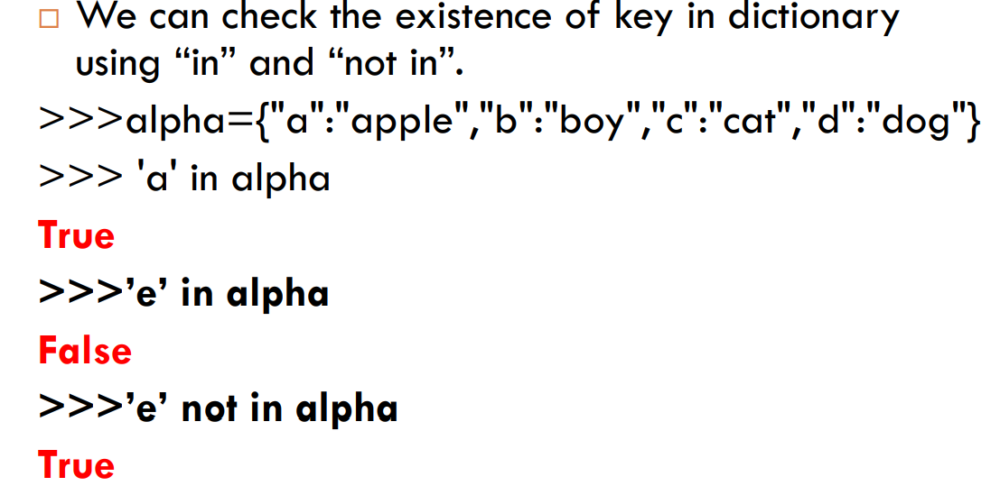 We can check the existence of key in dictionary
using “in” and “not in”.
>>>alpha={"a":"apple","b":"boy","c":"cat","d":"dog"}
>>> 'a' in alpha
True
>>>’e’ in alpha
False
>>>’e’ not in alpha
True